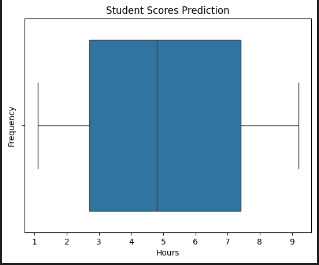 Student Scores Prediction
Frequency
1 2 3 4 5 6 7 8 9
Hours